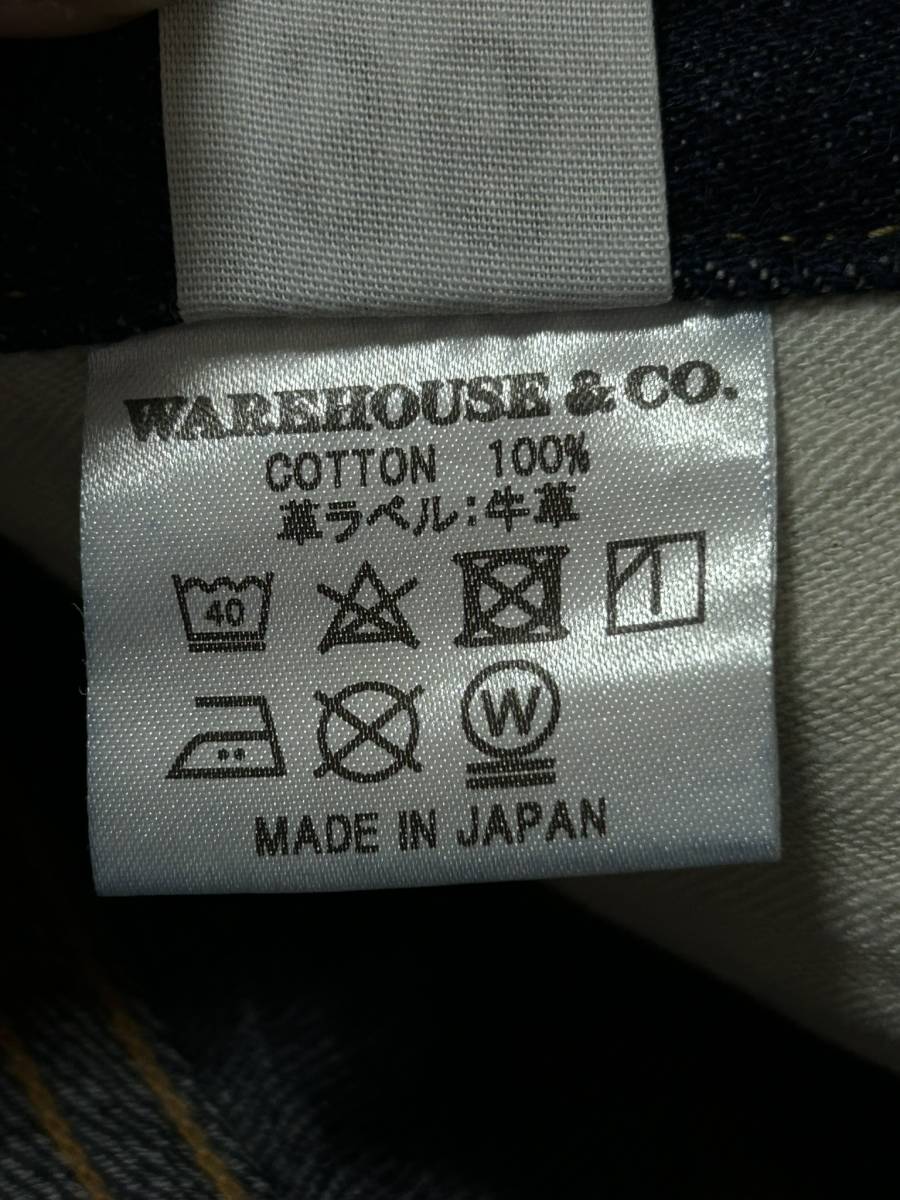 WAREHOUSE & CO.
COTTON 100%
革ラベル:牛革
40
W
MADE IN JAPAN